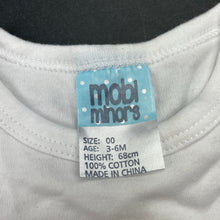 mobi
minors
SIZE: 00
AGE: 3-6M
HEIGHT: 68cm
100% COTTON
MADE IN CHINA